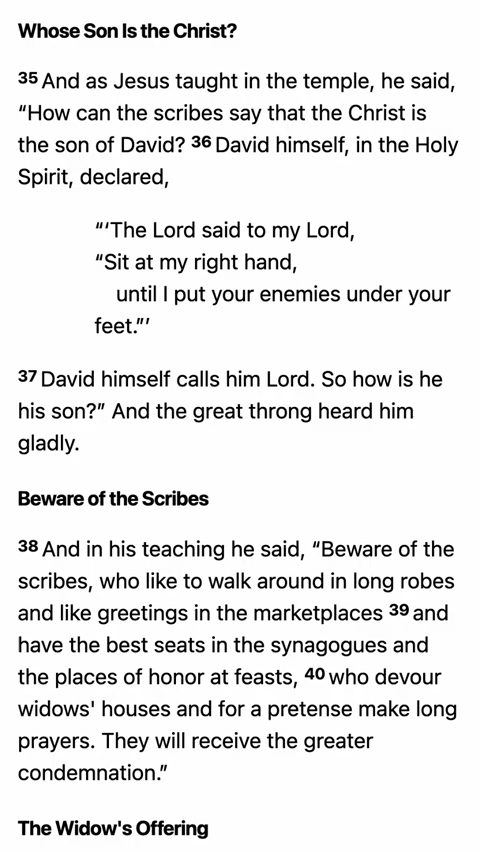 Whose Son Is the Christ?
35 And as Jesus taught in the temple, he said,
“How can the scribes say that the Christ is
the son of David? 36 David himself, in the Holy
Spirit, declared,
“‘The Lord said to my Lord,
“Sit at my right hand,
until I put your enemies under your
feet.”’
37 David himself calls him Lord. So how is he
his son?” And the great throng heard him
gladly.
Beware of the Scribes
38 And in his teaching he said, “Beware of the
scribes, who like to walk around in long robes
and like greetings in the marketplaces 39 and
have the best seats in the synagogues and
the places of honor at feasts, 40 who devour
widows' houses and for a pretense make long
prayers. They will receive the greater
condemnation.”
The Widow's Offering